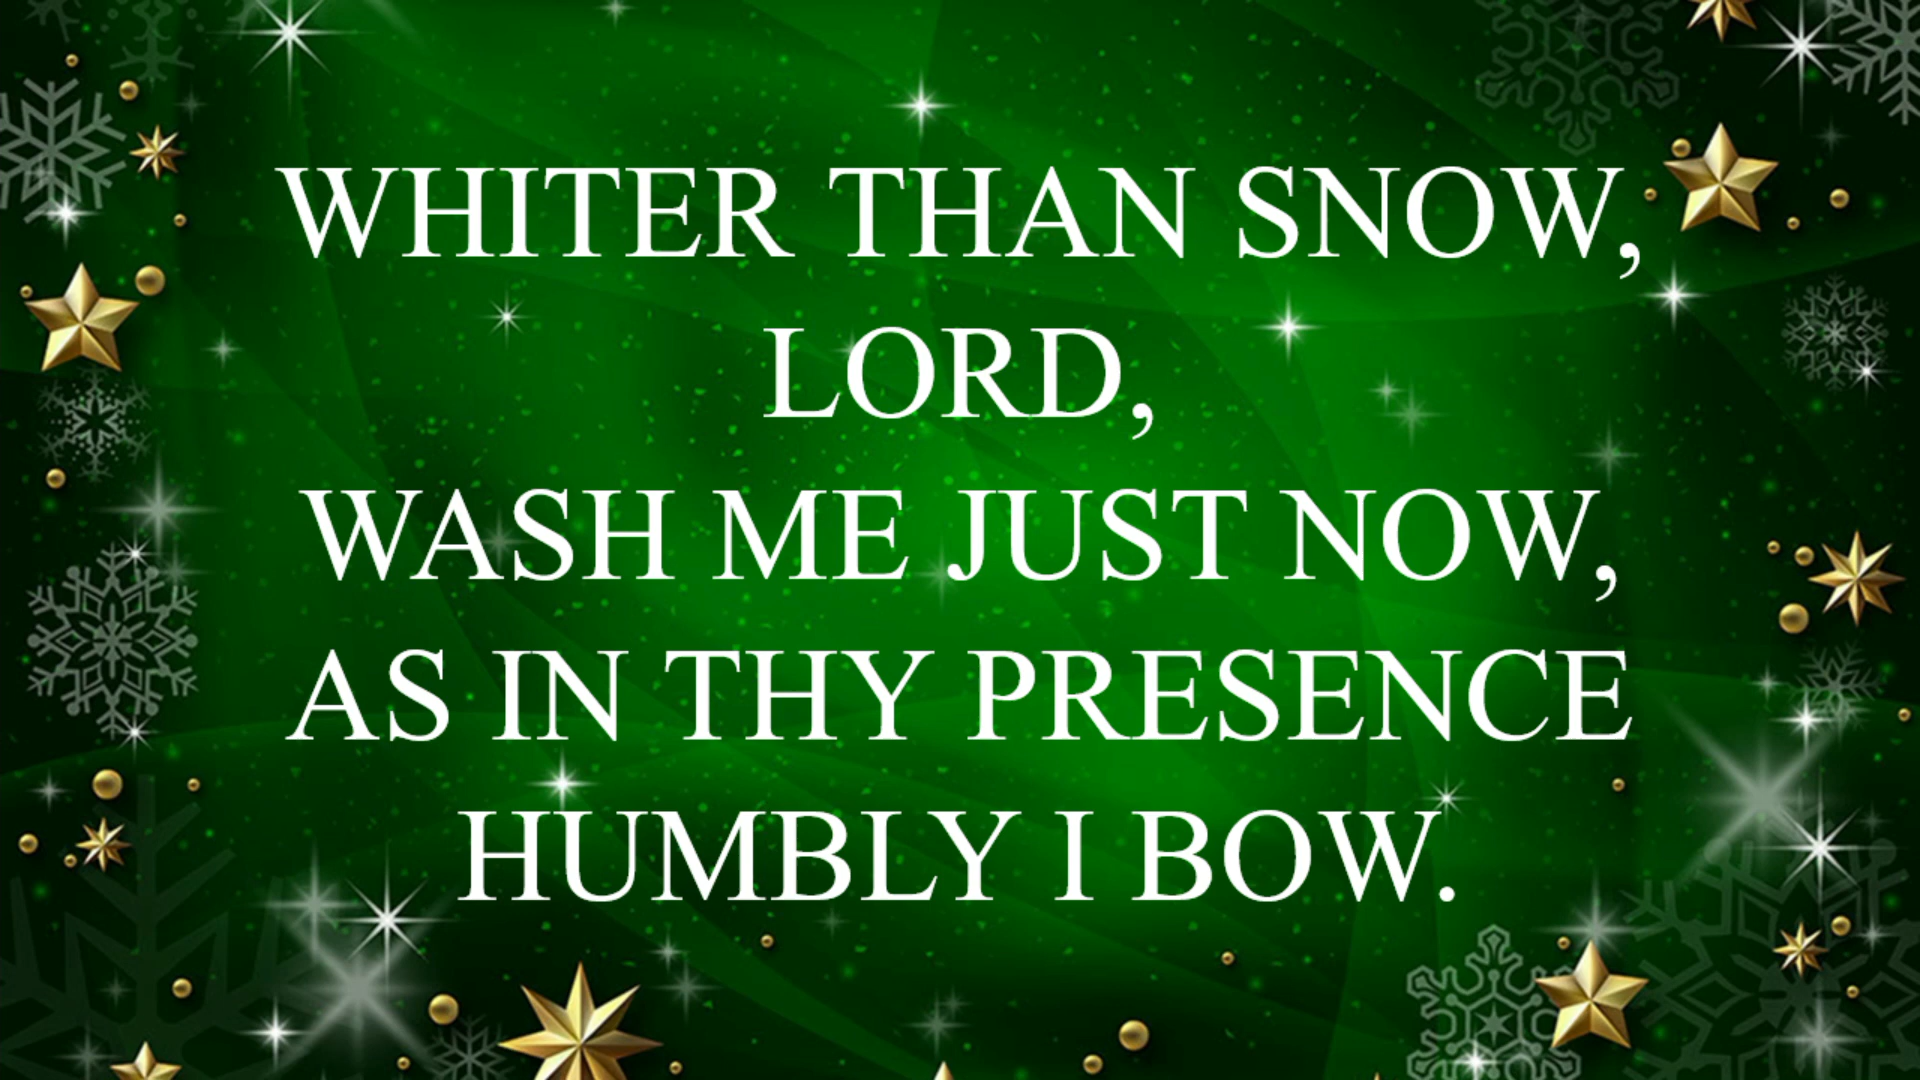 WHITER THAN SNOW,
LORD,
WASH ME JUST NOW,
AS IN THY PRESENCE
HUMBLY I BOW.